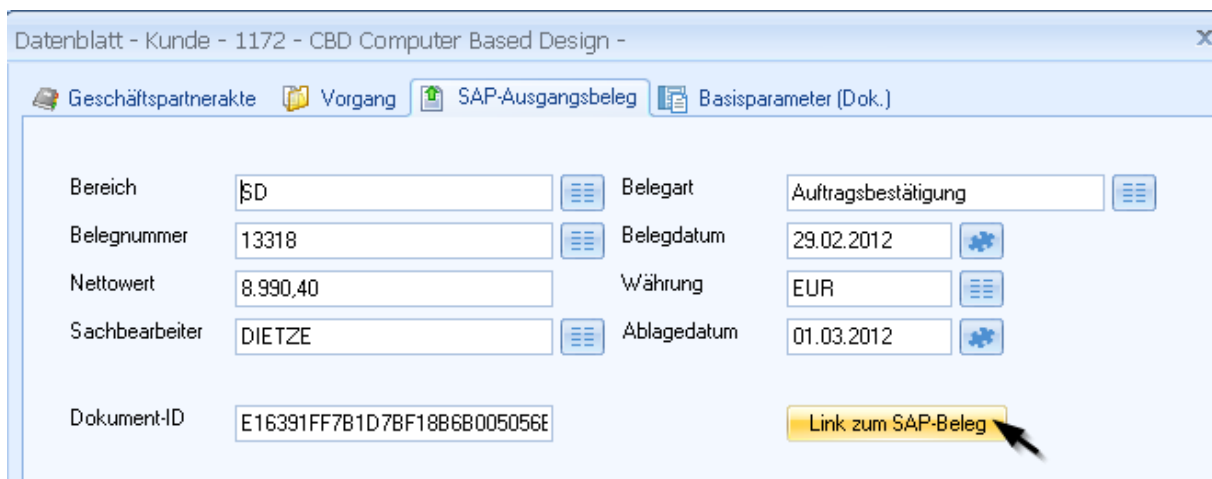 Datenblatt - Kunde - 1172 - CBD Computer Based Design -
Geschäftspartnerakte Vorgang SAP-Ausgangsbeleg Basisparameter (Dok.)
Bereich SD Belegart Auftragsbestätigung
Belegnummer 13318 Belegdatum 29.02.2012
Nettowert 8.990,40 Währung EUR
Sachbearbeiter DIETZE Ablagedatum 01.03.2012
Dokument-ID E16391FF7B1D7BF18B6B005056E Link zum SAP-Beleg